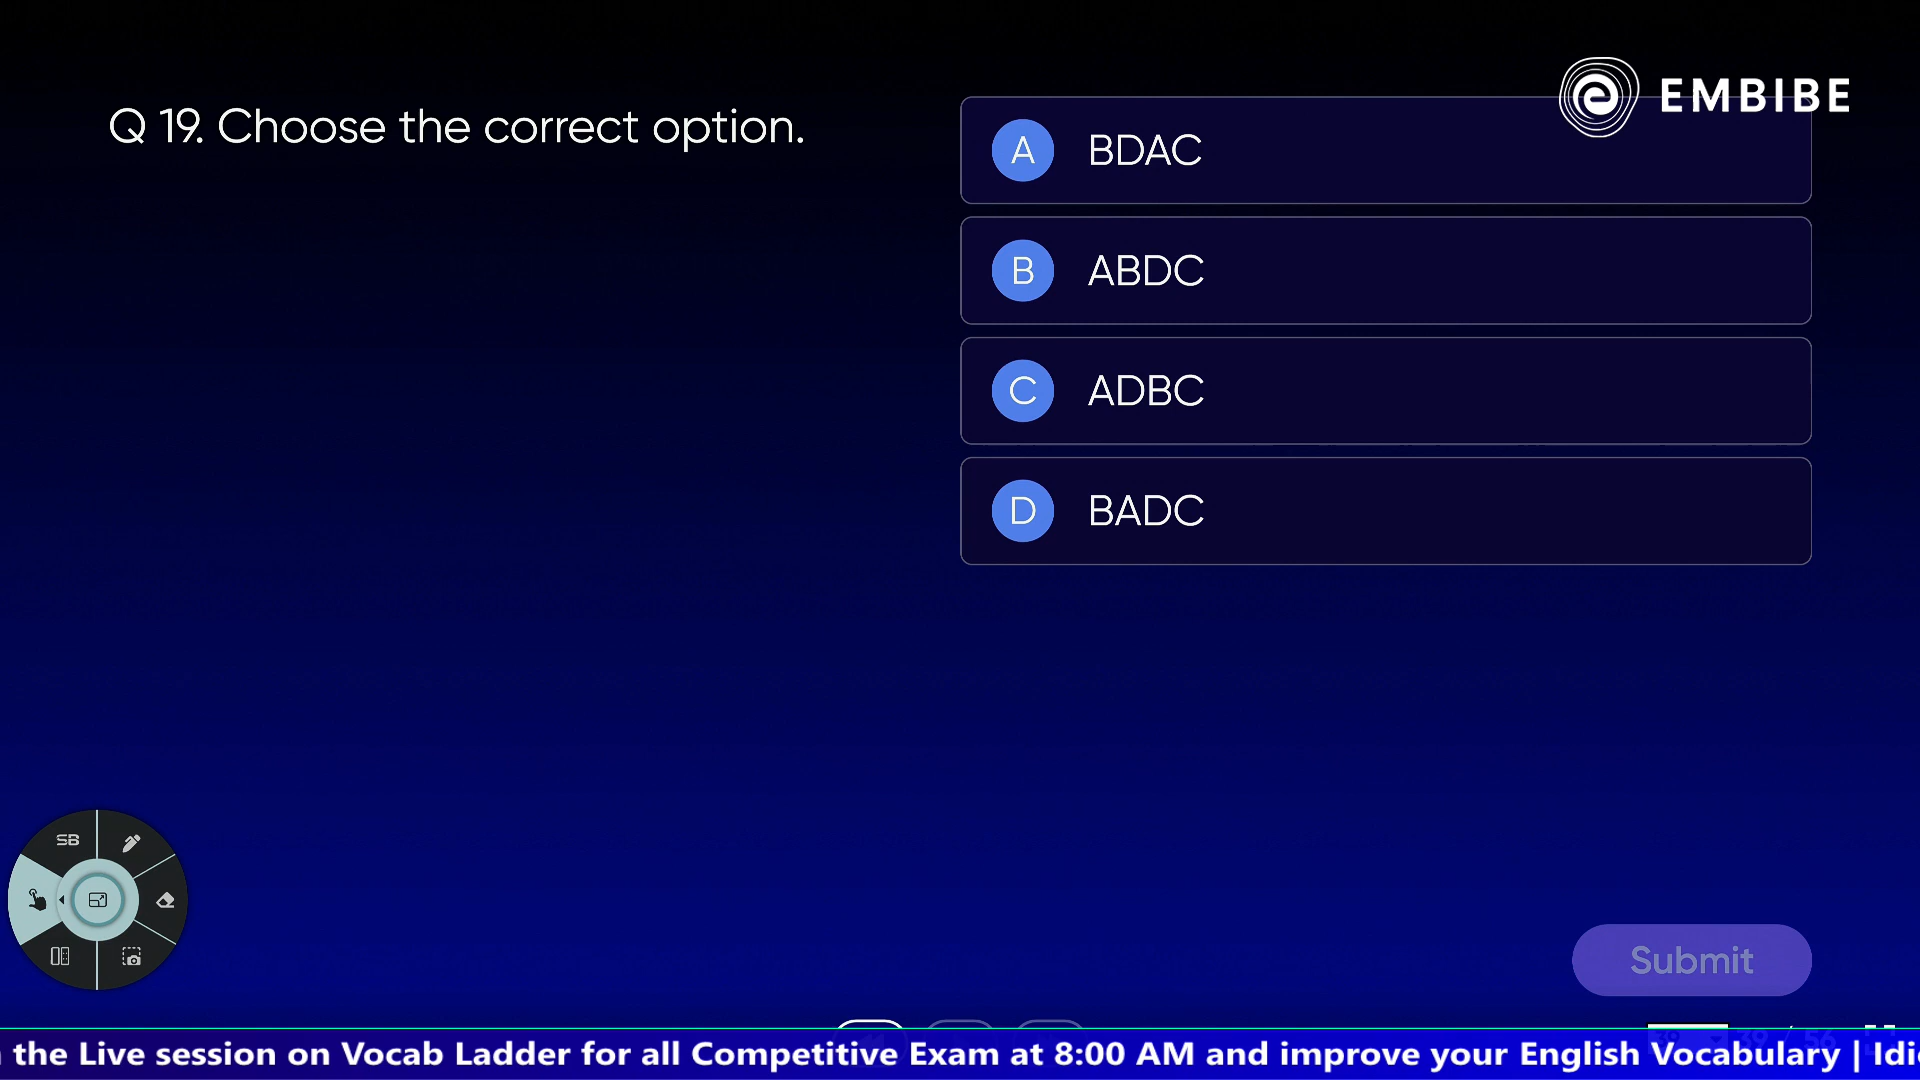 EMBIBE
Q 19. Choose the correct option.
A BDAC
B ABDC
C ADBC
D BADC
SB
Submit
the Live session on Vocab Ladder for all Competitive Exam at 8:00 AM and improve your English Vocabulary |